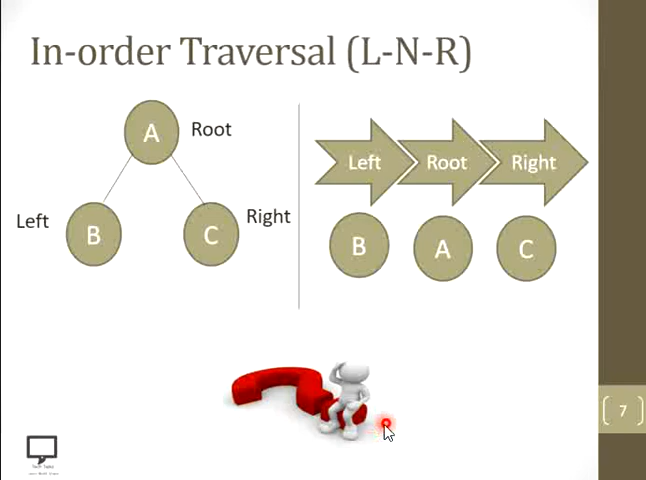 In-order Traversal (L-N-R)
A
Root
Left
B
C
Right
Left Root Right
B A C
7